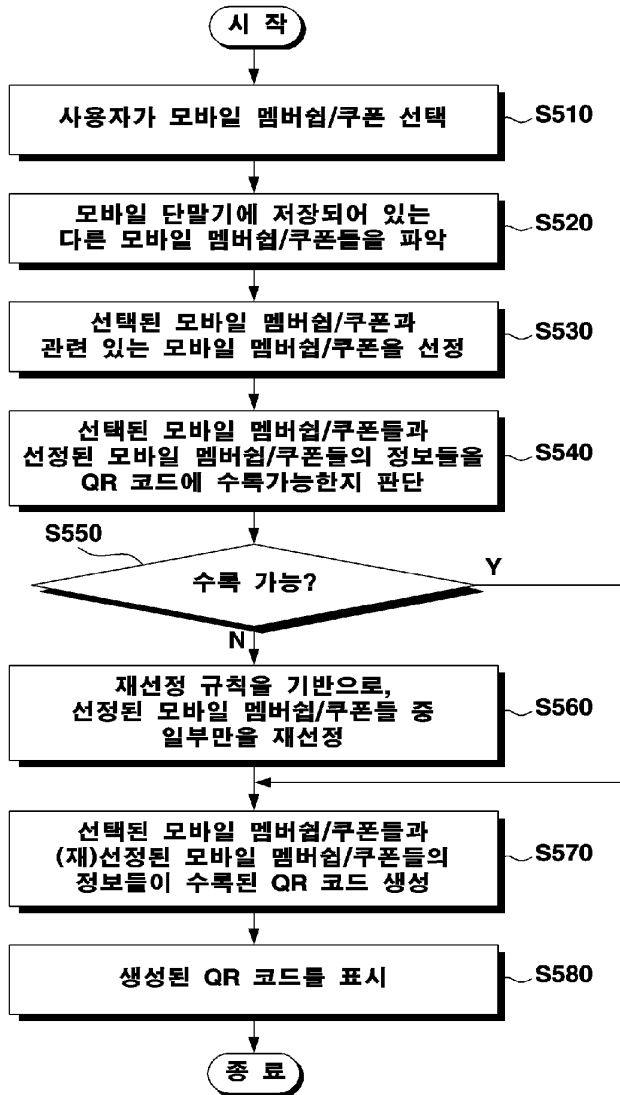 시 작
사용자가 모바일 멤버쉽/쿠폰 선택
S510
모바일 단말기에 저장되어 있는
다른 모바일 멤버쉽/쿠폰들을 파악
S520
선택된 모바일 멤버쉽/쿠폰과
관련 있는 모바일 멤버쉽/쿠폰을 선정
S530
선택된 모바일 멤버쉽/쿠폰들과
선정된 모바일 멤버쉽/쿠폰들의 정보들을
QR 코드에 수록가능한지 판단
S540
S550
수록 가능?
Y
N
재선정 규칙을 기반으로,
선정된 모바일 멤버쉽/쿠폰들 중
일부만을 재선정
S560
선택된 모바일 멤버쉽/쿠폰들과
(재)선정된 모바일 멤버쉽/쿠폰들의
정보들이 수록된 QR 코드 생성
S570
생성된 QR 코드를 표시
S580
종 료